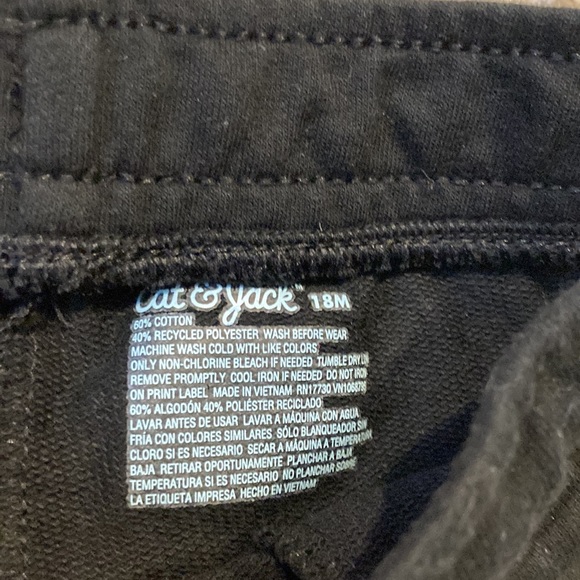 Cat & Jack™ 18M
60% COTTON
40% RECYCLED POLYESTER WASH BEFORE WEAR
MACHINE WASH COLD WITH LIKE COLORS
ONLY NON-CHLORINE BLEACH IF NEEDED TUMBLE DRY
REMOVE PROMPTLY COOL IRON IF NEEDED DO NOT IRON
ON PRINT LABEL MADE IN VIETNAM RN17730
60% ALGODÓN 40% POLIÉSTER RECICLADO
LAVAR ANTES DE USAR LAVAR A MÁQUINA CON AGUA
FRÍA CON COLORES SIMILARES SÓLO BLANQUEADOR SIN
CLORO SI ES NECESARIO SECAR A MÁQUINA A TEMPERATURA
BAJA RETIRAR OPORTUNAMENTE PLANCHAR A BAJA
TEMPERATURA SI ES NECESARIO NO PLANCHAR SOBRE
LA ETIQUETA IMPRESA HECHO EN VIETNAM